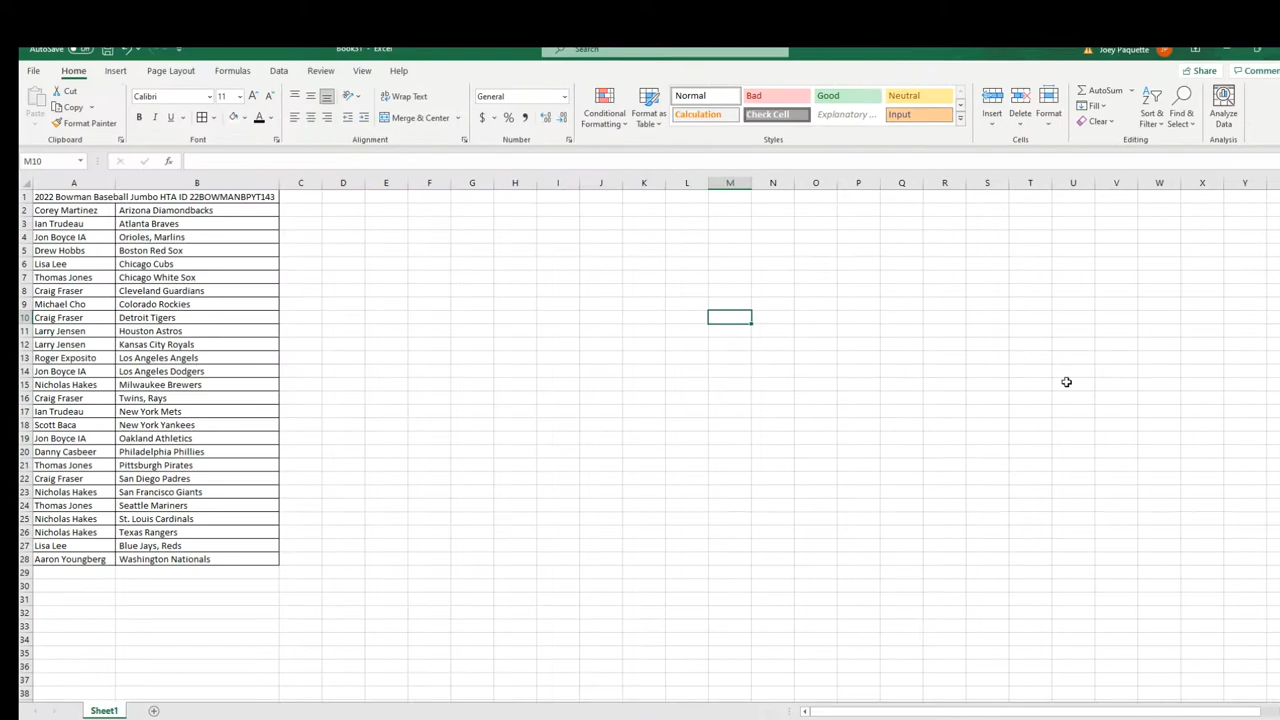 AutoSave Off Book51 - Excel Search Joey Paquette
File Home Insert Page Layout Formulas Data Review View Help Share Commen
Paste Cut Copy Format Painter Clipboard
Calibri 11 Font
Wrap Text Merge & Center Alignment
General Number
Conditional Formatting Format as Table
Normal Bad Good Neutral
Calculation Check Cell Explanatory ... Input
Styles
Insert Delete Format Cells
AutoSum Fill Clear Sort & Filter Find & Select Editing
Analyze Data Analysis
M10 fx
A B C D E F G H I J K L M N O P Q R S T U V W X Y
1 2022 Bowman Baseball Jumbo HTA ID 22BOWMANBPYT143
2 Corey Martinez Arizona Diamondbacks
3 Ian Trudeau Atlanta Braves
4 Jon Boyce IA Orioles, Marlins
5 Drew Hobbs Boston Red Sox
6 Lisa Lee Chicago Cubs
7 Thomas Jones Chicago White Sox
8 Craig Fraser Cleveland Guardians
9 Michael Cho Colorado Rockies
10 Craig Fraser Detroit Tigers
11 Larry Jensen Houston Astros
12 Larry Jensen Kansas City Royals
13 Roger Exposito Los Angeles Angels
14 Jon Boyce IA Los Angeles Dodgers
15 Nicholas Hakes Milwaukee Brewers
16 Craig Fraser Twins, Rays
17 Ian Trudeau New York Mets
18 Scott Baca New York Yankees
19 Jon Boyce IA Oakland Athletics
20 Danny Casbeer Philadelphia Phillies
21 Thomas Jones Pittsburgh Pirates
22 Craig Fraser San Diego Padres
23 Nicholas Hakes San Francisco Giants
24 Thomas Jones Seattle Mariners
25 Nicholas Hakes St. Louis Cardinals
26 Nicholas Hakes Texas Rangers
27 Lisa Lee Blue Jays, Reds
28 Aaron Youngberg Washington Nationals
29
30
31
32
33
34
35
36
37
38
Sheet1